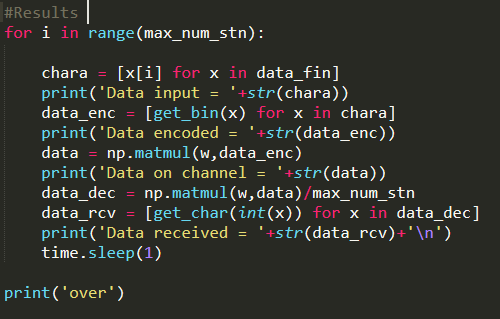 #Results
for i in range(max_num_stn):
    chara = [x[i] for x in data_fin]
    print('Data input = '+str(chara))
    data_enc = [get_bin(x) for x in chara]
    print('Data encoded = '+str(data_enc))
    data = np.matmul(w,data_enc)
    print('Data on channel = '+str(data))
    data_dec = np.matmul(w,data)/max_num_stn
    data_rcv = [get_char(int(x)) for x in data_dec]
    print('Data received = '+str(data_rcv)+'\n')
    time.sleep(1)
print('over')